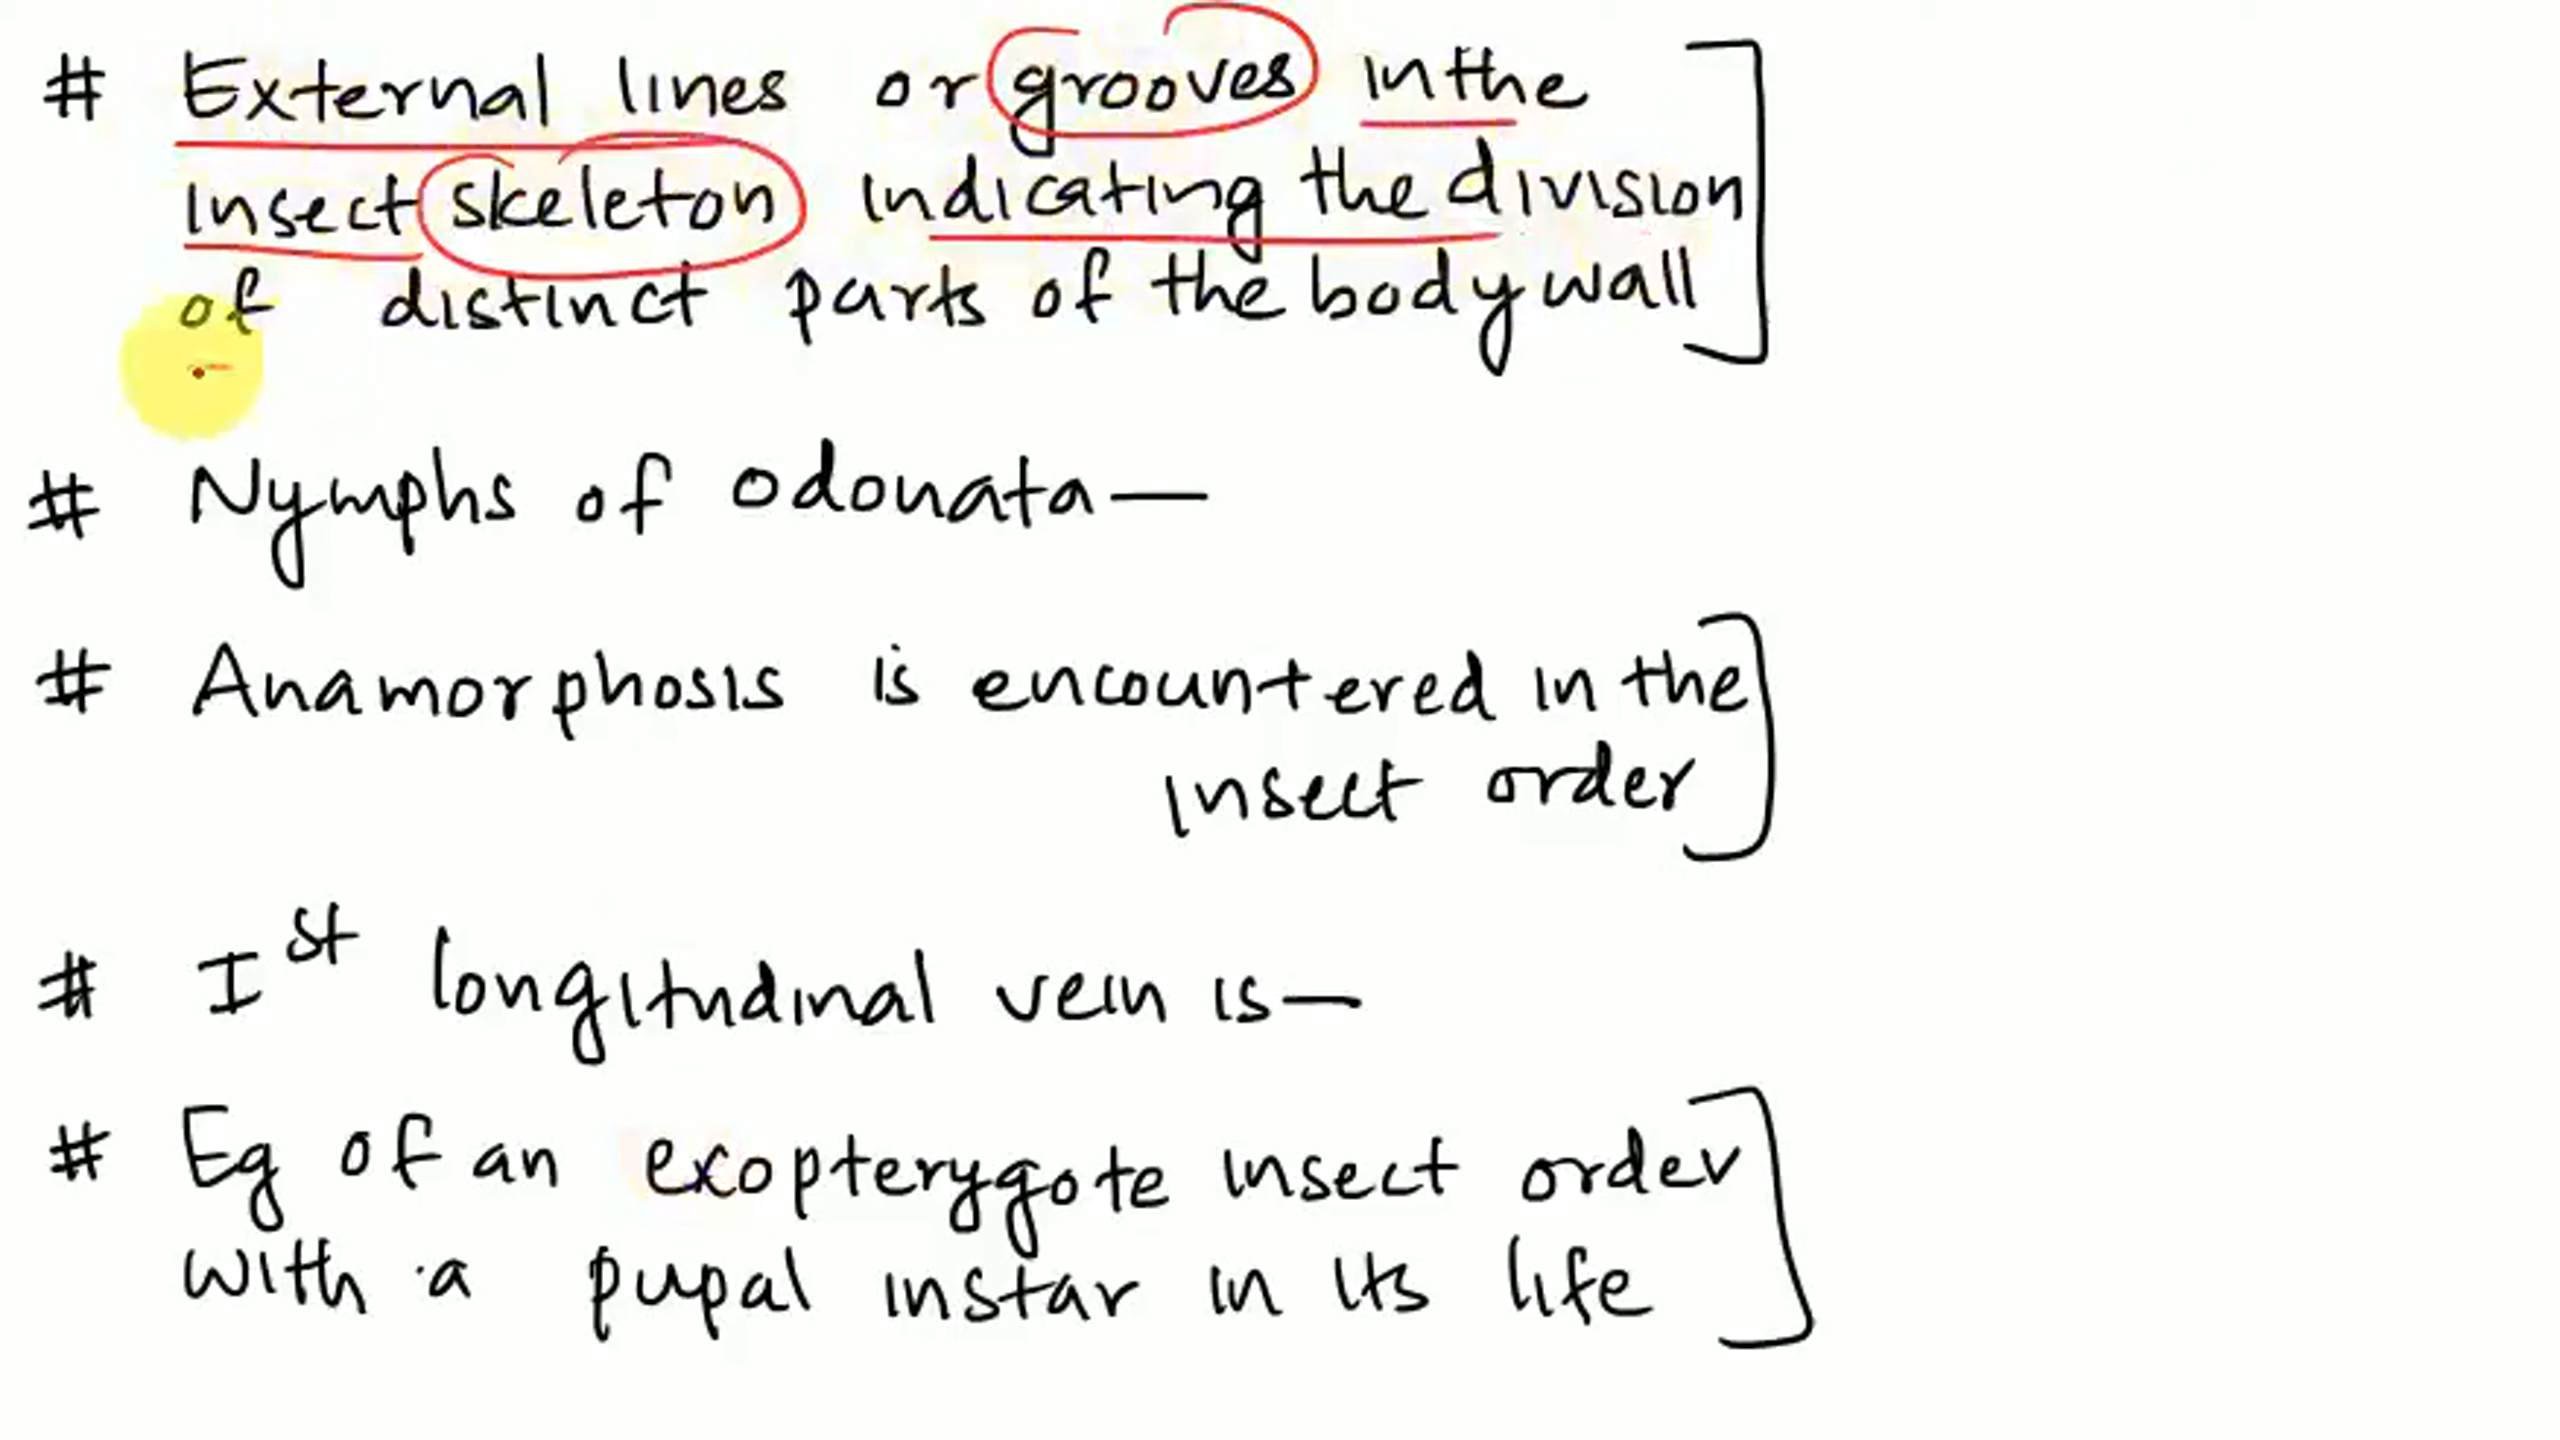 # External lines or grooves in the
insect skeleton indicating the division
of distinct parts of the body wall
# Nymphs of Odonata —
# Anamorphosis is encountered in the
insect order
# Ist longitudinal vein is —
# Eg of an exopterygote insect order
with a pupal instar in its life